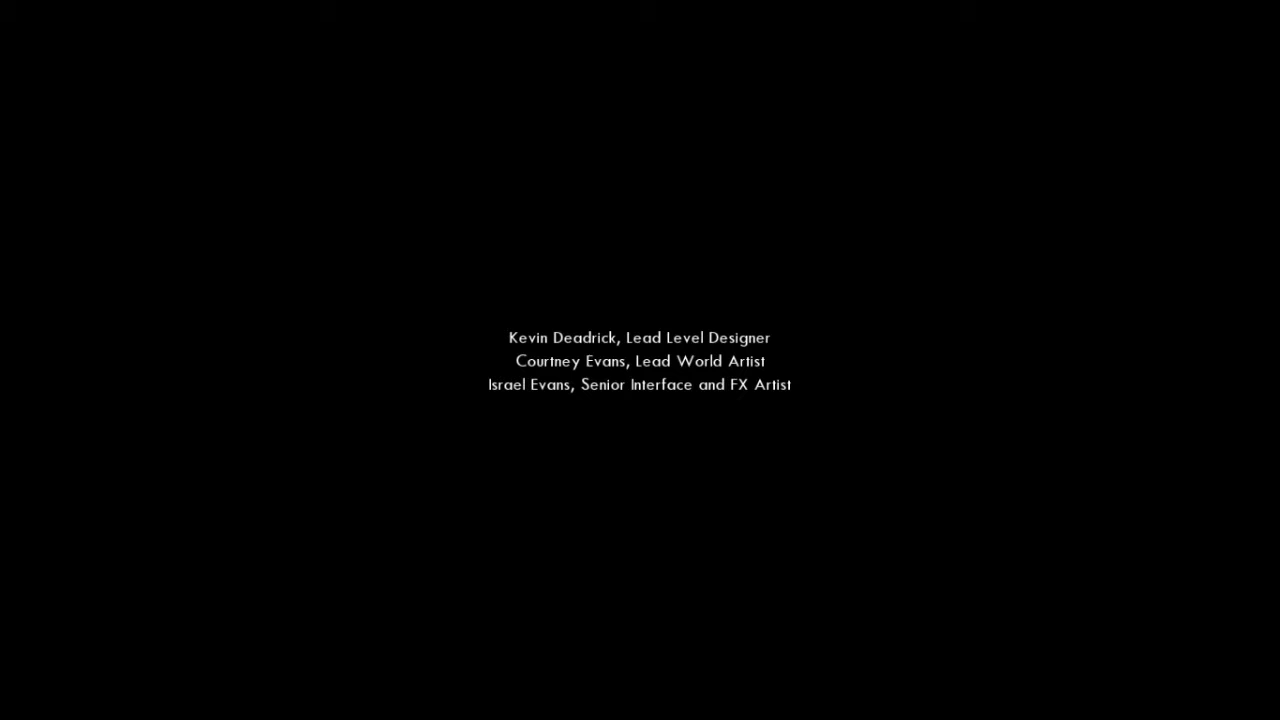 Kevin Deadrick, Lead Level Designer
Courtney Evans, Lead World Artist
Israel Evans, Senior Interface and FX Artist